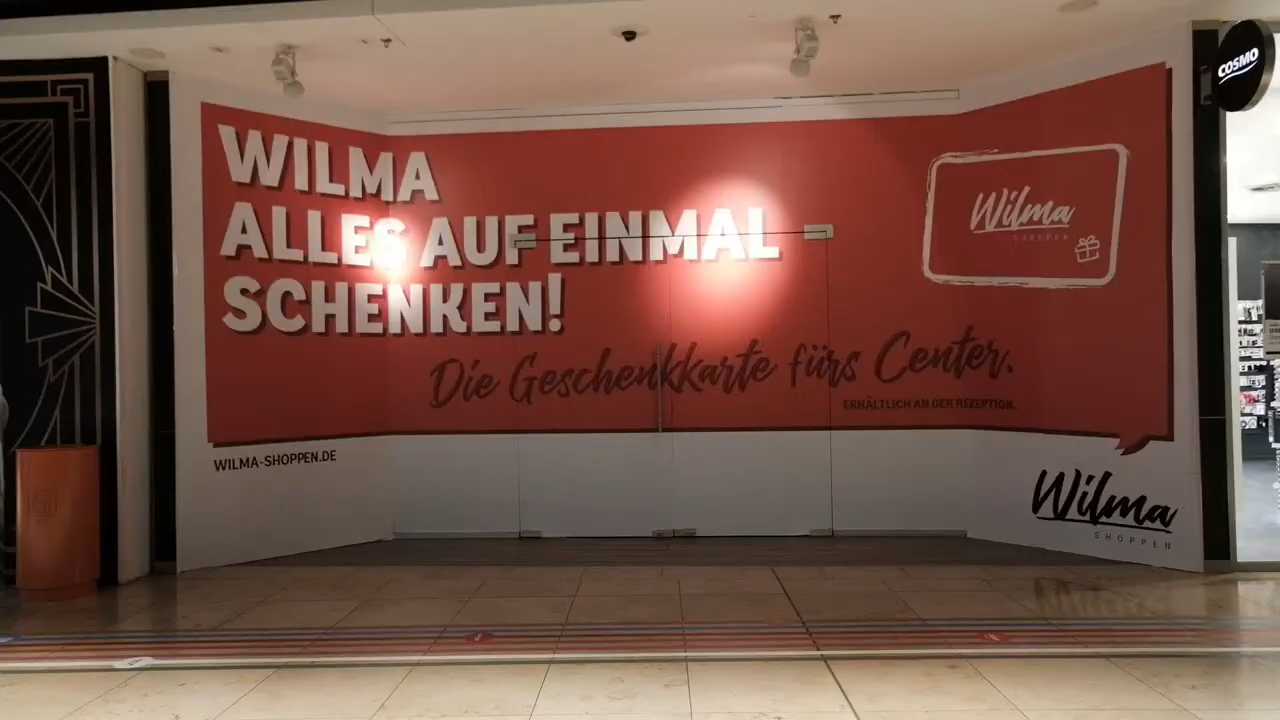 COSMO
WILMA
ALLES AUF EINMAL
SCHENKEN!
Wilma
SHOPPEN
Die Geschenkkarte fürs Center.
ERHÄLTLICH AN DER REZEPTION.
WILMA-SHOPPEN.DE
Wilma
SHOPPEN